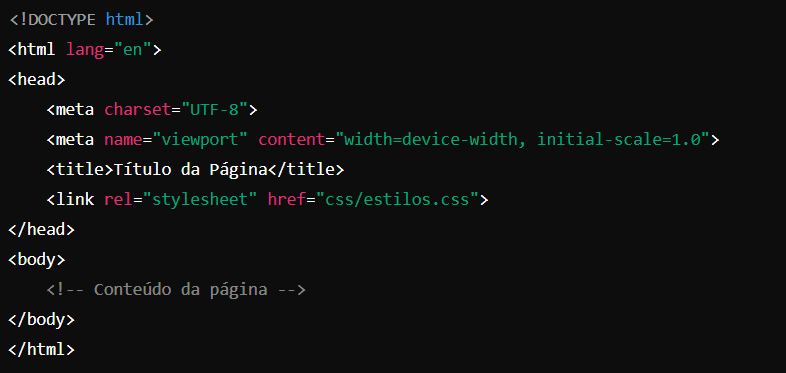 <!DOCTYPE html>
<html lang="en">
<head>
    <meta charset="UTF-8">
    <meta name="viewport" content="width=device-width, initial-scale=1.0">
    <title>Título da Página</title>
    <link rel="stylesheet" href="css/estilos.css">
</head>
<body>
    <!-- Conteúdo da página -->
</body>
</html>